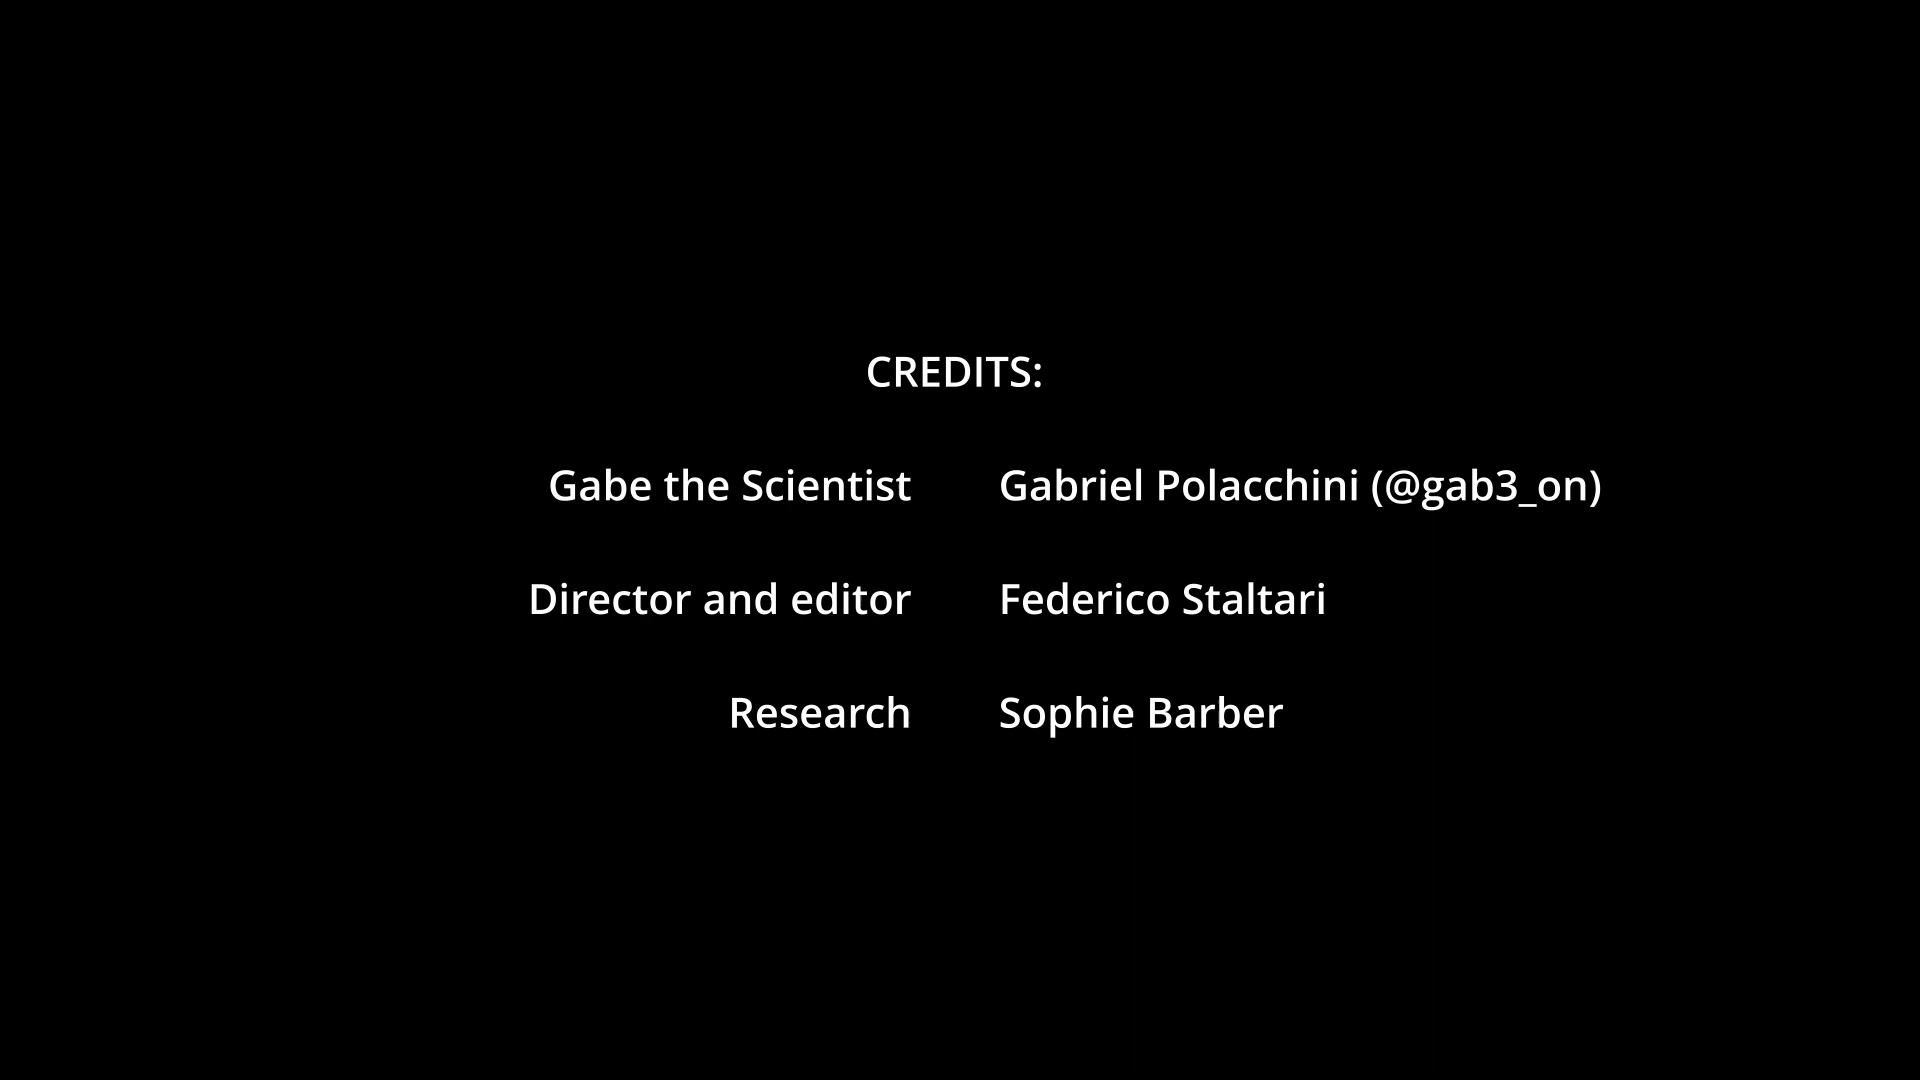 CREDITS:
Gabe the Scientist Gabriel Polacchini (@gab3_on)
Director and editor Federico Staltari
Research Sophie Barber